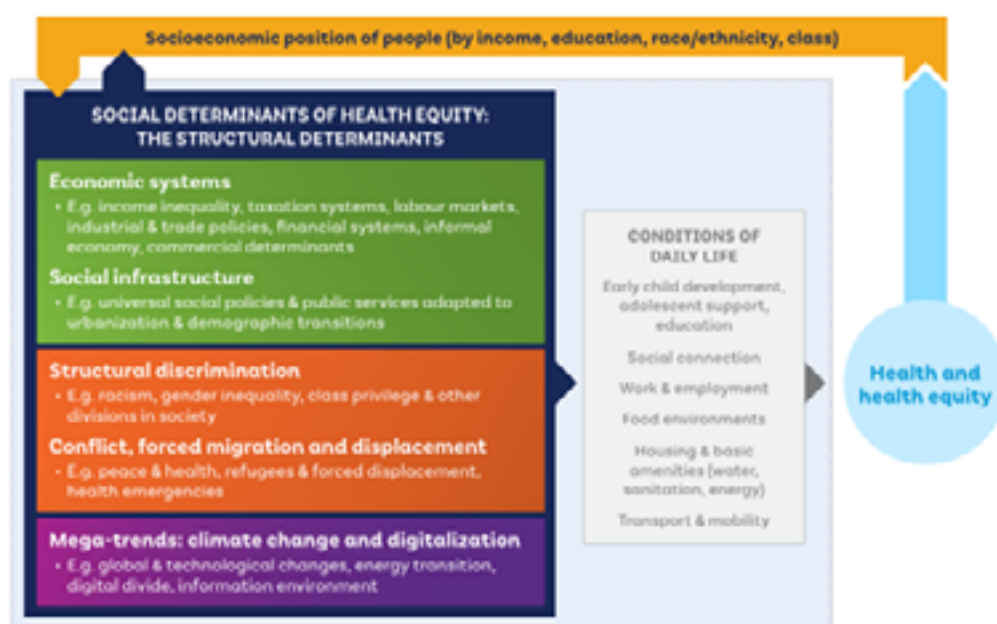 Socioeconomic position of people (by income, education, race/ethnicity, class)
SOCIAL DETERMINANTS OF HEALTH EQUITY:
THE STRUCTURAL DETERMINANTS
Economic systems
• E.g. income inequality, taxation systems, labour markets,
industrial & trade policies, financial systems, informal
economy, commercial determinants
Social infrastructure
• E.g. universal social policies & public services adapted to
urbanization & demographic transitions
Structural discrimination
• E.g. racism, gender inequality, class privilege & other
divisions in society
Conflict, forced migration and displacement
• E.g. peace & health, refugees & forced displacement,
health emergencies
Mega-trends: climate change and digitalization
• E.g. global & technological changes, energy transition,
digital divide, information environment
CONDITIONS OF
DAILY LIFE
Early child development,
adolescent support,
education
Social connection
Work & employment
Food environments
Housing & basic
amenities (water,
sanitation, energy)
Transport & mobility
Health and
health equity